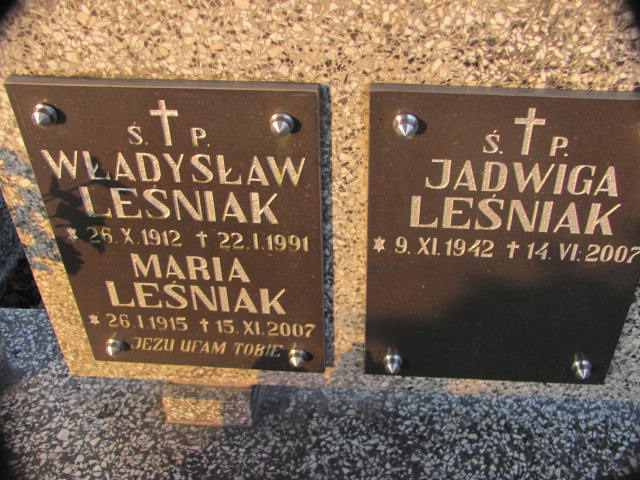 Ś. P.
WŁADYSŁAW
LEŚNIAK
* 26.X.1912 † 22.I.1991
MARIA
LEŚNIAK
* 26.I.1915 † 15.XI.2007
JEZU UFAM TOBIE
Ś. P.
JADWIGA
LEŚNIAK
* 9.XI.1942 † 14.VI.2007